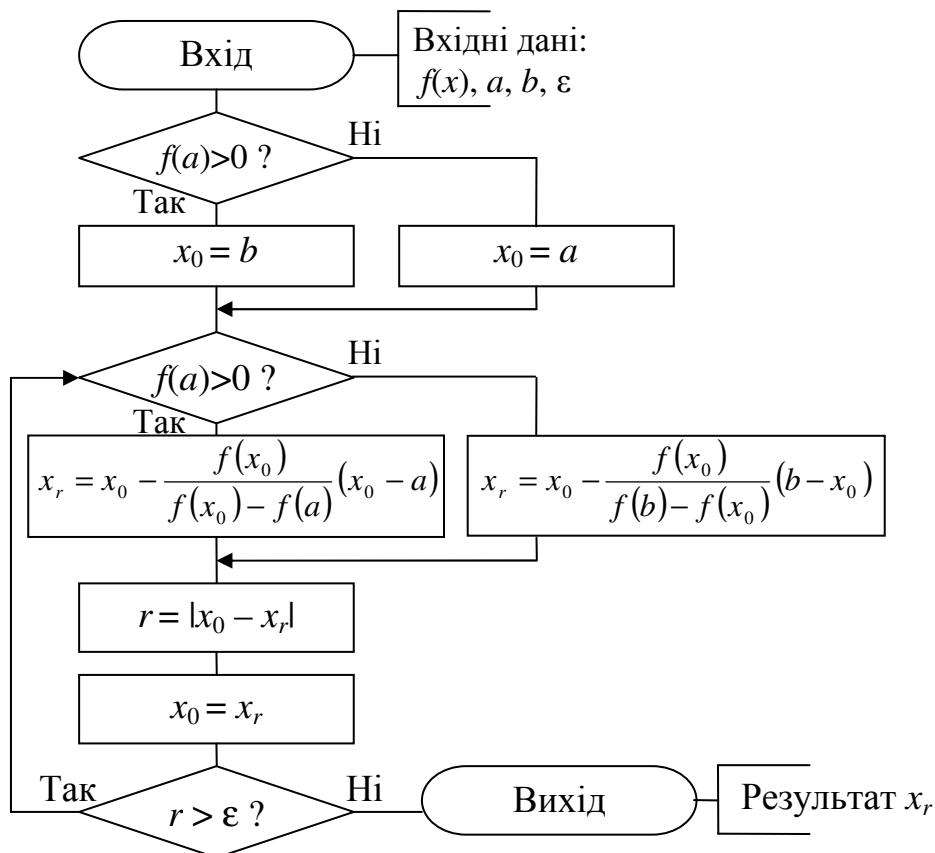 Вхід
Вхідні дані:
f(x), a, b, ε
f(a)>0 ?
Ні
Так
x₀ = b
x₀ = a
f(a)>0 ?
Ні
Так
xᵣ = x₀ − f(x₀) / (f(x₀) − f(a)) (x₀ − a)
xᵣ = x₀ − f(x₀) / (f(b) − f(x₀)) (b − x₀)
r = |x₀ – xᵣ|
x₀ = xᵣ
r > ε ?
Так
Ні
Вихід
Результат xᵣ